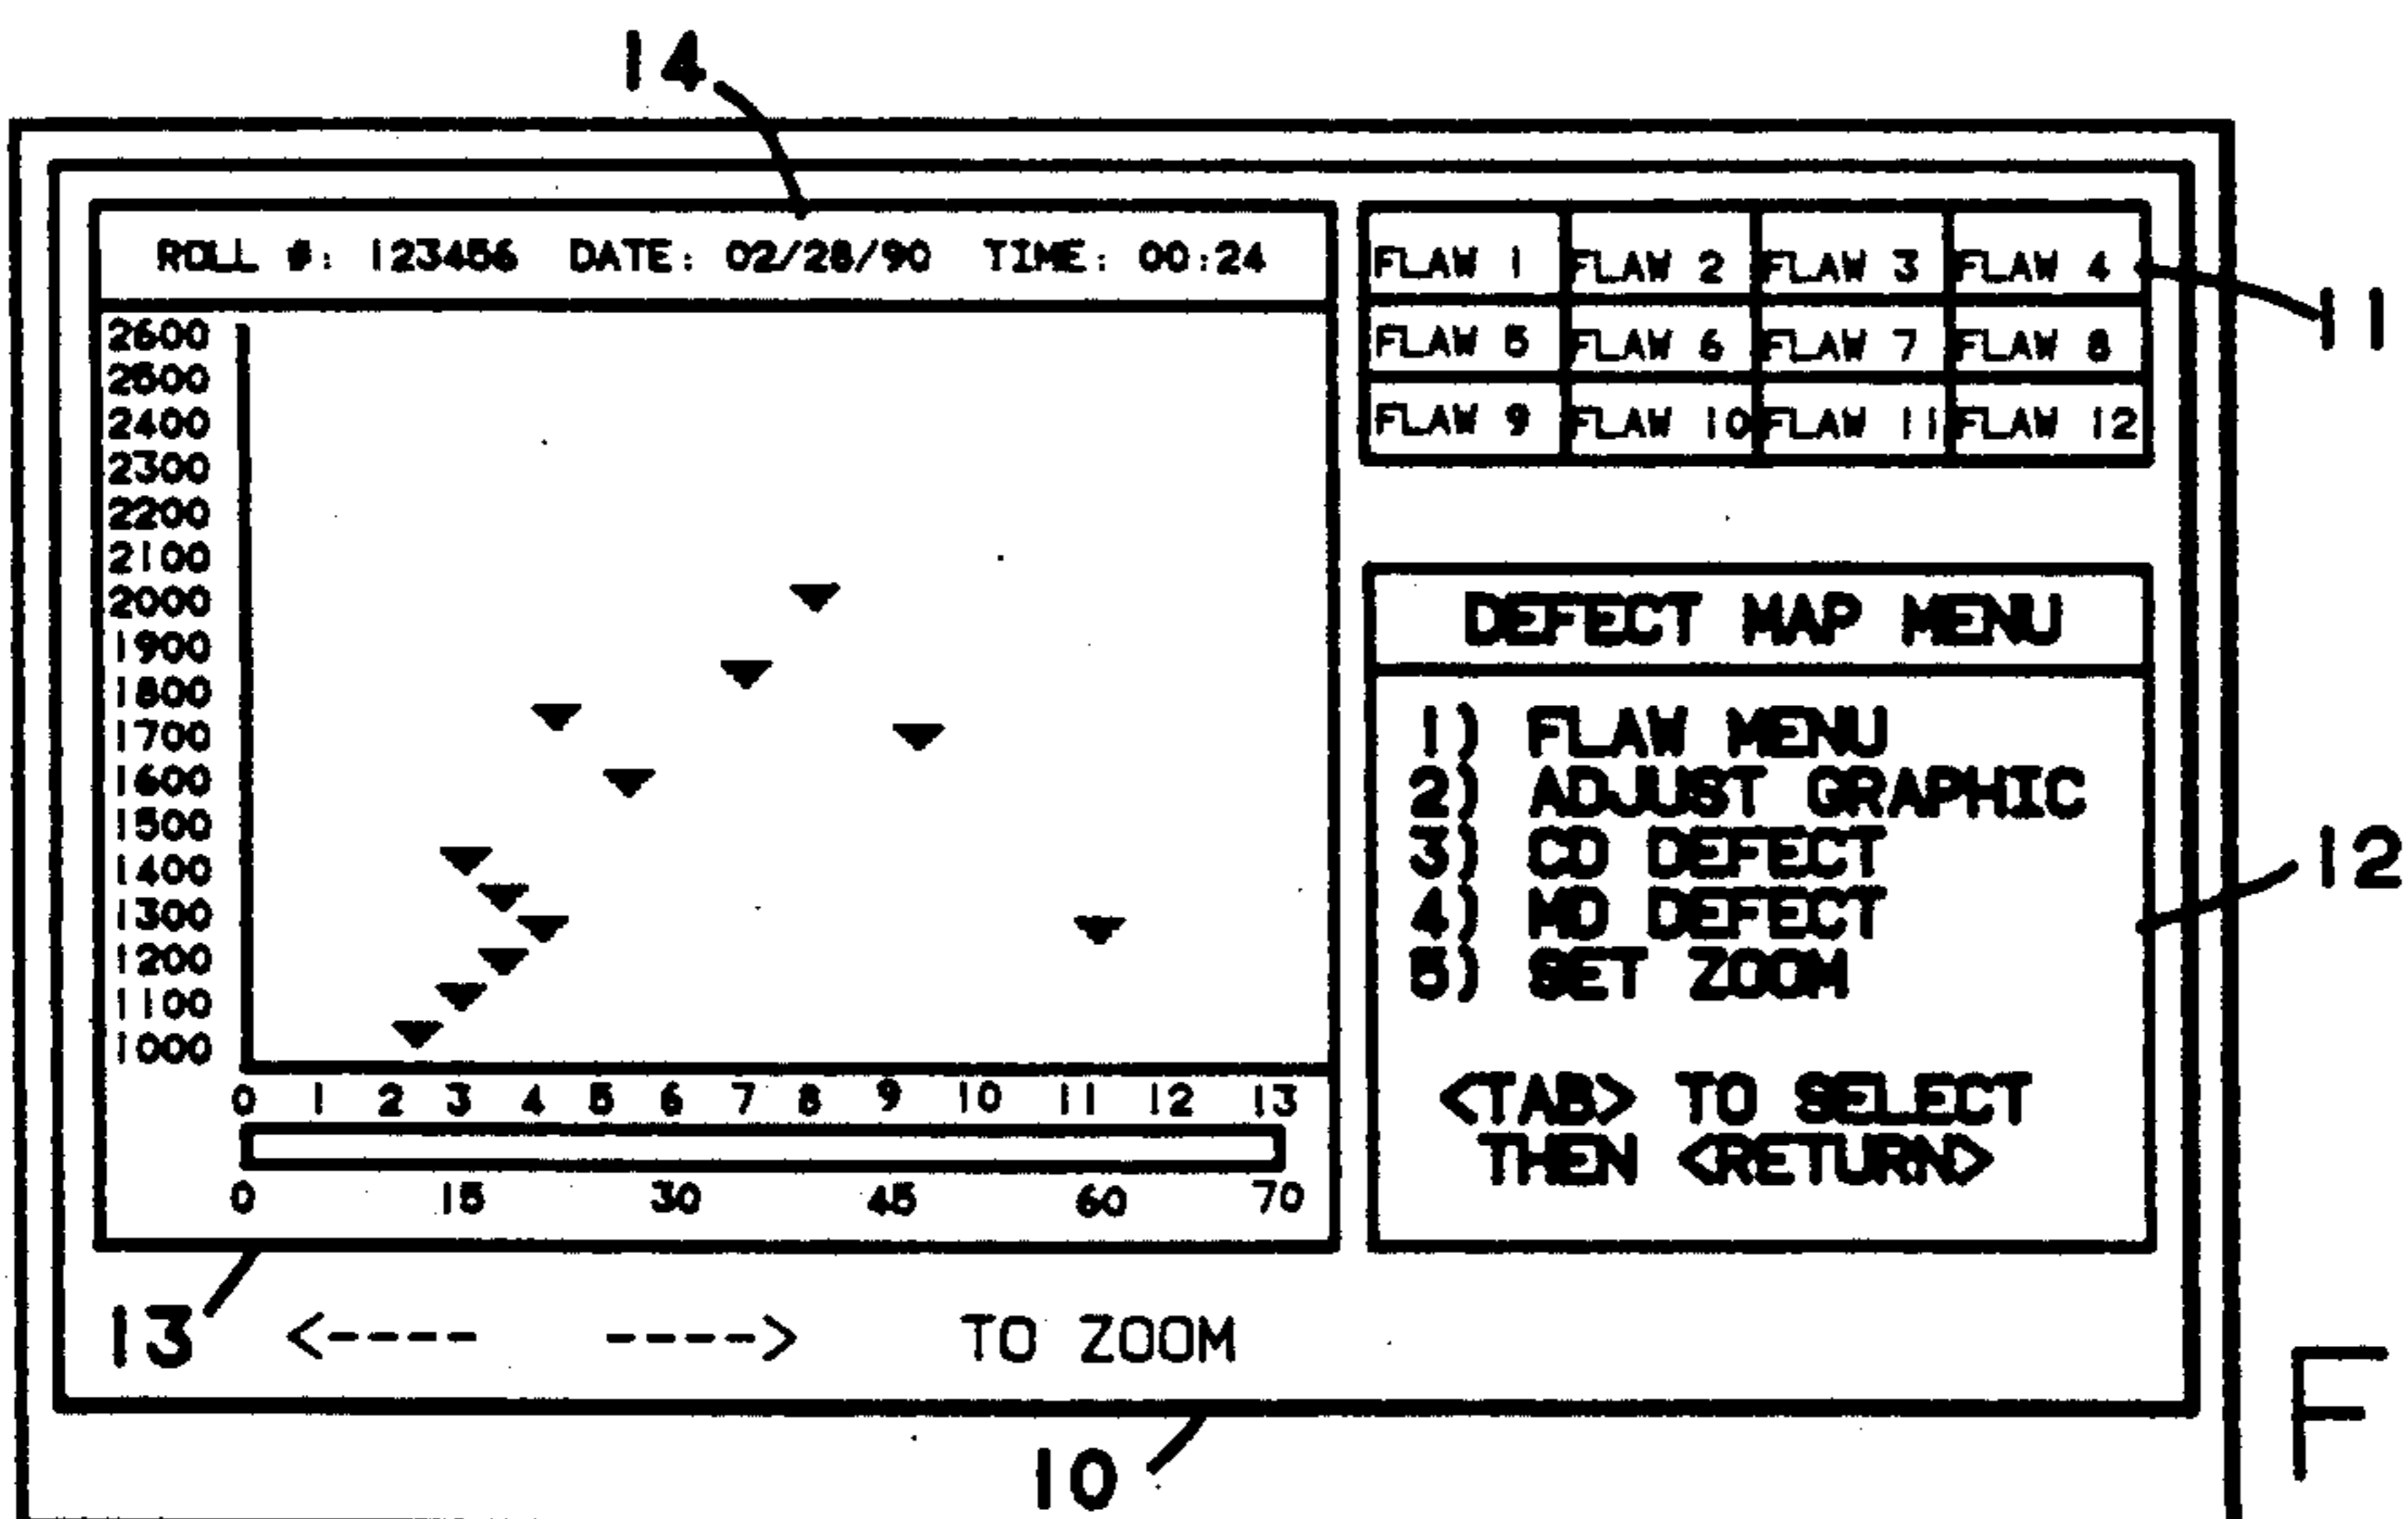 14
ROLL #: 123456 DATE: 02/28/90 TIME: 00:24
2600
2500
2400
2300
2200
2100
2000
1900
1800
1700
1600
1500
1400
1300
1200
1100
1000
0 1 2 3 4 5 6 7 8 9 10 11 12 13
0 15 30 45 60 70
FLAW 1 FLAW 2 FLAW 3 FLAW 4
FLAW 5 FLAW 6 FLAW 7 FLAW 8
FLAW 9 FLAW 10 FLAW 11 FLAW 12
11
DEFECT MAP MENU
1) FLAW MENU
2) ADJUST GRAPHIC
3) CD DEFECT
4) MD DEFECT
5) SET ZOOM
<TAB> TO SELECT
THEN <RETURN>
12
13 <---- ----> TO ZOOM
10
F